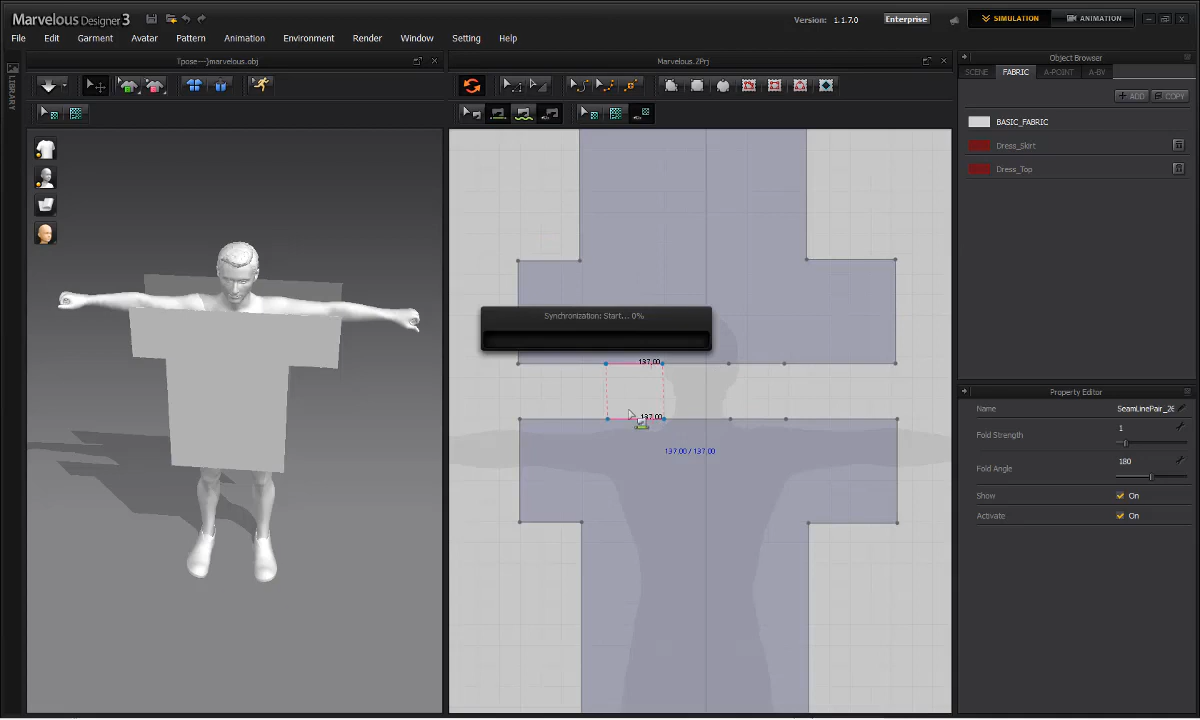 Marvelous Designer 3
Version: 1.1.7.0
Enterprise
SIMULATION
ANIMATION
File Edit Garment Avatar Pattern Animation Environment Render Window Setting Help
LIBRARY
Tpose---}marvelous.obj
Marvelous.ZPrj
Object Browser
SCENE FABRIC A-POINT A-BV
ADD COPY
BASIC_FABRIC
Dress_Skirt
Dress_Top
Synchronization: Start... 0%
137.00
137.00
137.00 / 137.00
Property Editor
Name SeamLinePair_26
Fold Strength 1
Fold Angle 180
Show On
Activate On